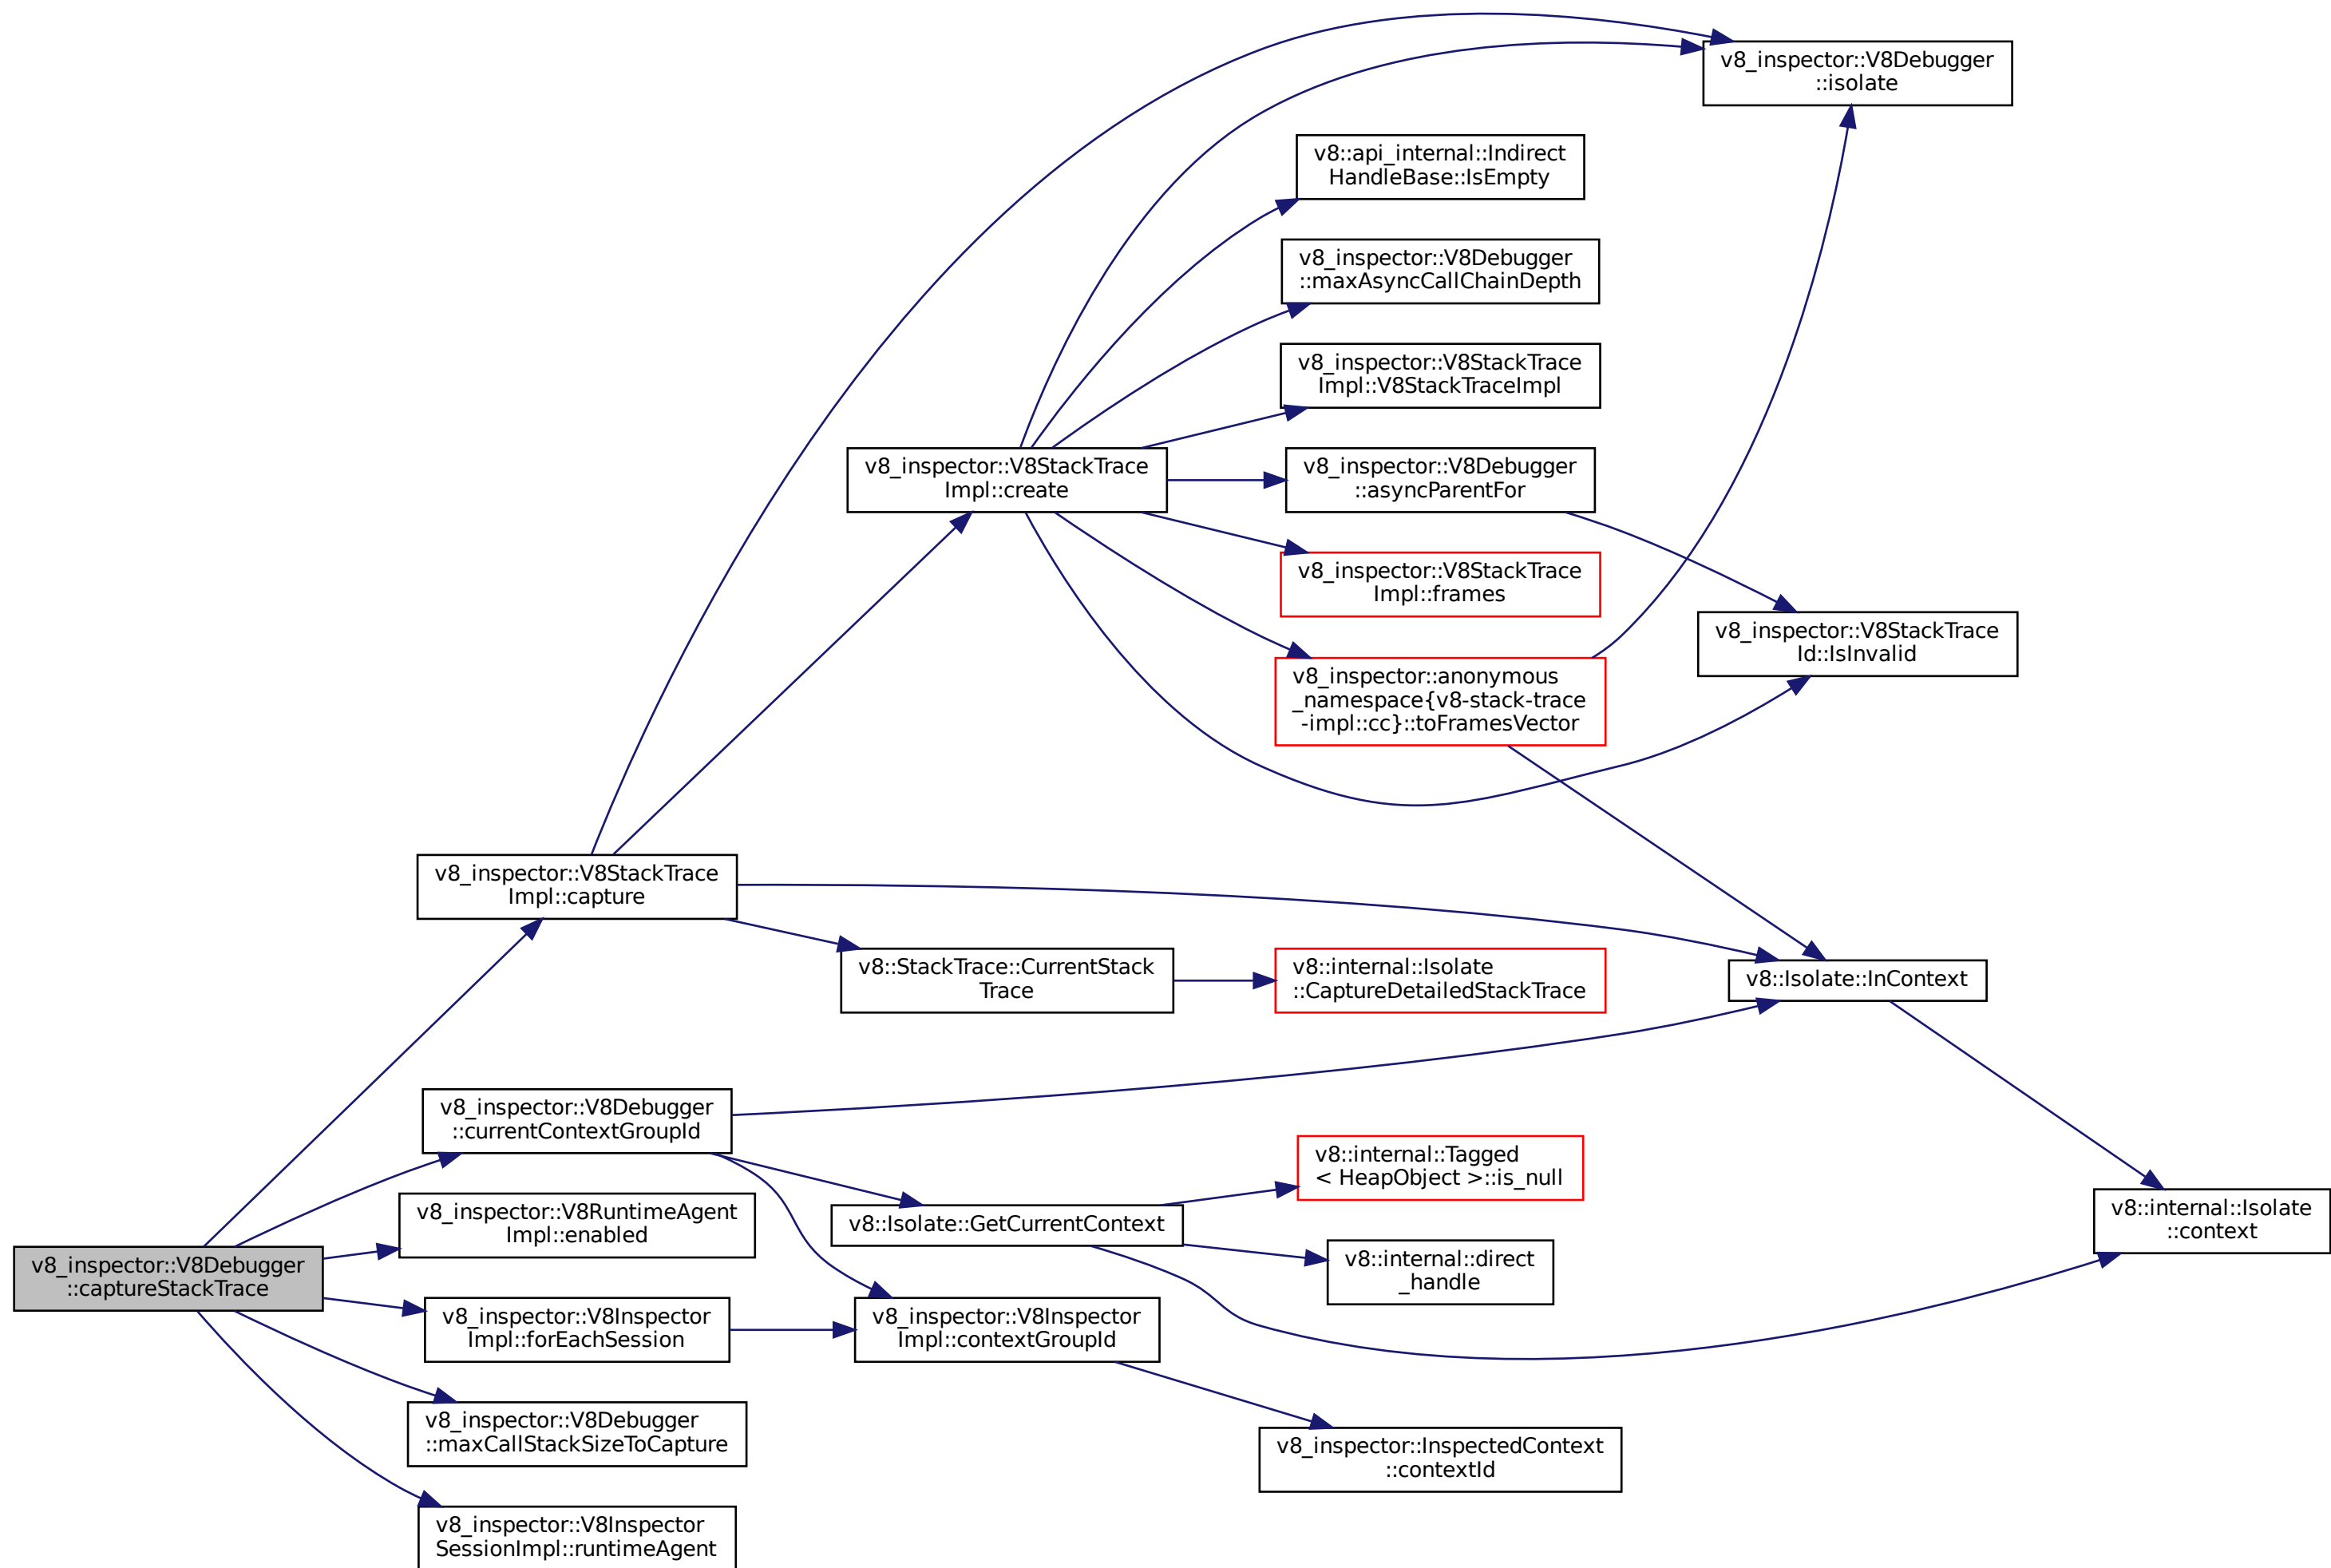 v8_inspector::V8Debugger
::isolate
v8::api_internal::Indirect
HandleBase::IsEmpty
v8_inspector::V8Debugger
::maxAsyncCallChainDepth
v8_inspector::V8StackTrace
Impl::V8StackTraceImpl
v8_inspector::V8StackTrace
Impl::create
v8_inspector::V8Debugger
::asyncParentFor
v8_inspector::V8StackTrace
Impl::frames
v8_inspector::V8StackTrace
Id::IsInvalid
v8_inspector::anonymous
_namespace{v8-stack-trace
-impl::cc}::toFramesVector
v8_inspector::V8StackTrace
Impl::capture
v8::StackTrace::CurrentStack
Trace
v8::internal::Isolate
::CaptureDetailedStackTrace
v8::Isolate::InContext
v8_inspector::V8Debugger
::currentContextGroupId
v8::internal::Tagged
< HeapObject >::is_null
v8_inspector::V8RuntimeAgent
Impl::enabled
v8::Isolate::GetCurrentContext
v8::internal::Isolate
::context
v8_inspector::V8Debugger
::captureStackTrace
v8::internal::direct
_handle
v8_inspector::V8Inspector
Impl::forEachSession
v8_inspector::V8Inspector
Impl::contextGroupId
v8_inspector::V8Debugger
::maxCallStackSizeToCapture
v8_inspector::InspectedContext
::contextId
v8_inspector::V8Inspector
SessionImpl::runtimeAgent